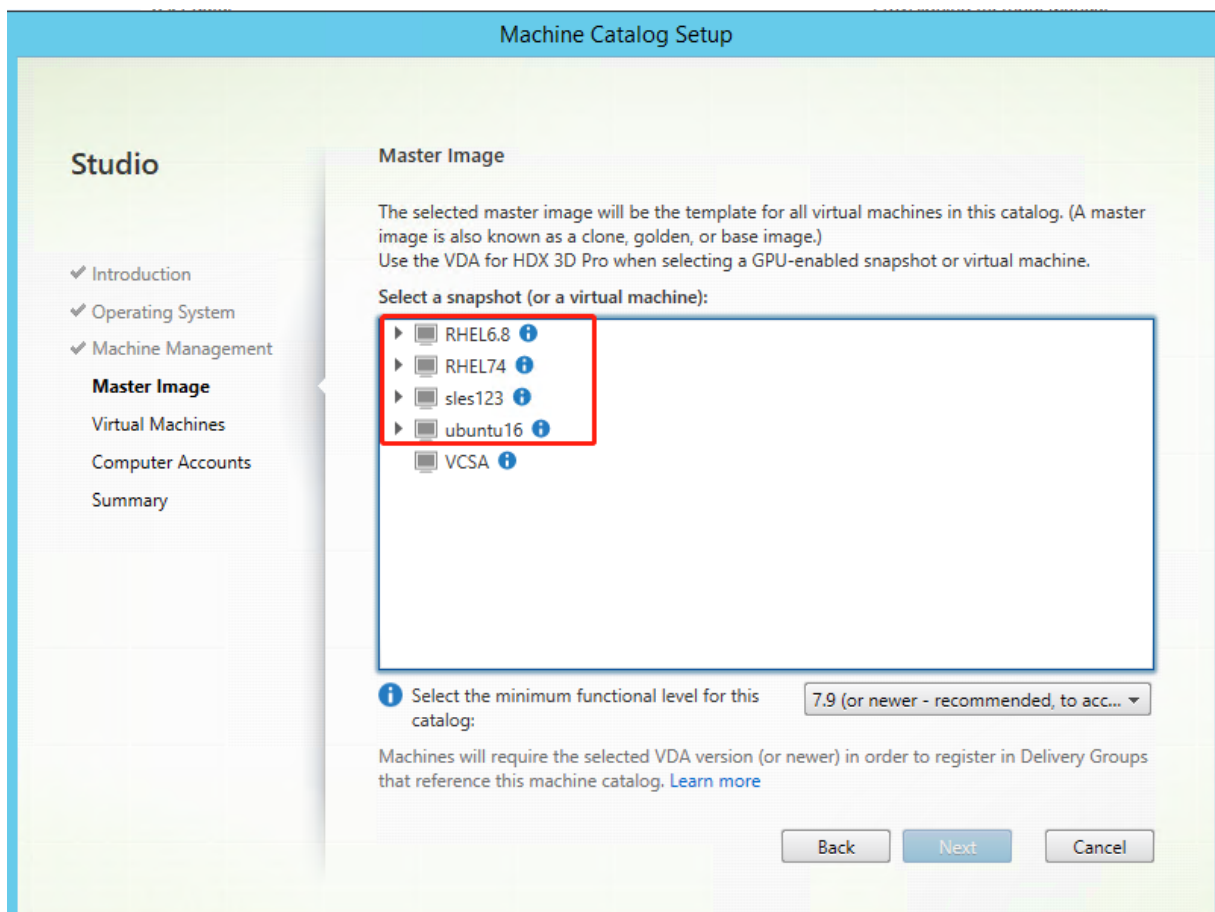 Machine Catalog Setup
Studio
Introduction
Operating System
Machine Management
Master Image
Virtual Machines
Computer Accounts
Summary
Master Image
The selected master image will be the template for all virtual machines in this catalog. (A master
image is also known as a clone, golden, or base image.)
Use the VDA for HDX 3D Pro when selecting a GPU-enabled snapshot or virtual machine.
Select a snapshot (or a virtual machine):
RHEL6.8
RHEL74
sles123
ubuntu16
VCSA
Select the minimum functional level for this
catalog:
7.9 (or newer - recommended, to acc...
Machines will require the selected VDA version (or newer) in order to register in Delivery Groups
that reference this machine catalog. Learn more
Back
Next
Cancel